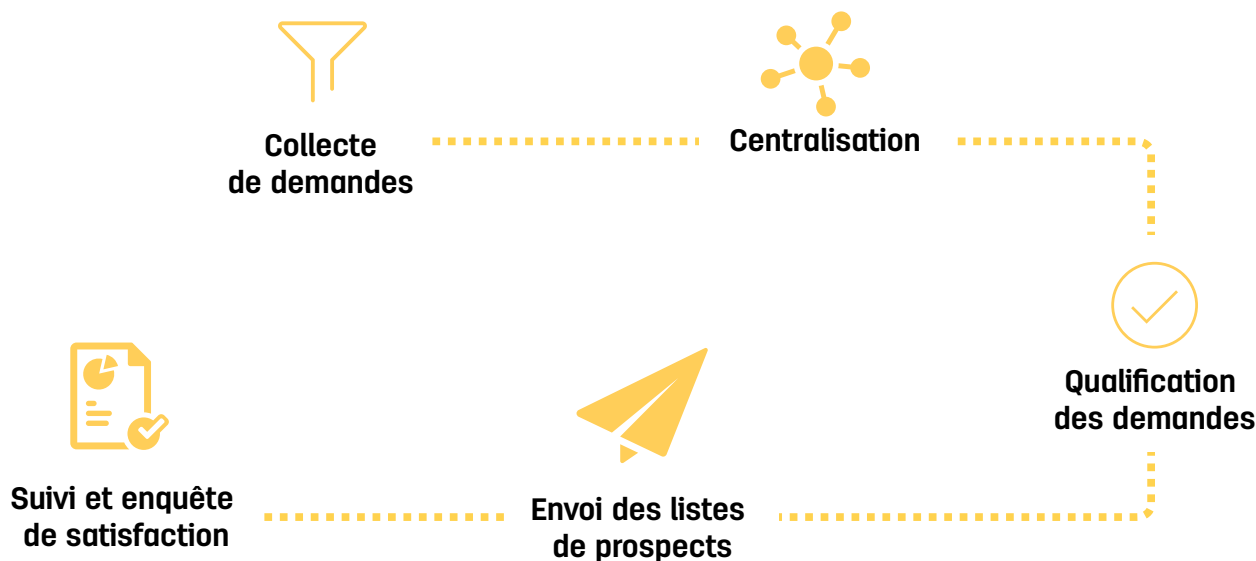 Collecte
de demandes
Centralisation
Qualification
des demandes
Envoi des listes
de prospects
Suivi et enquête
de satisfaction